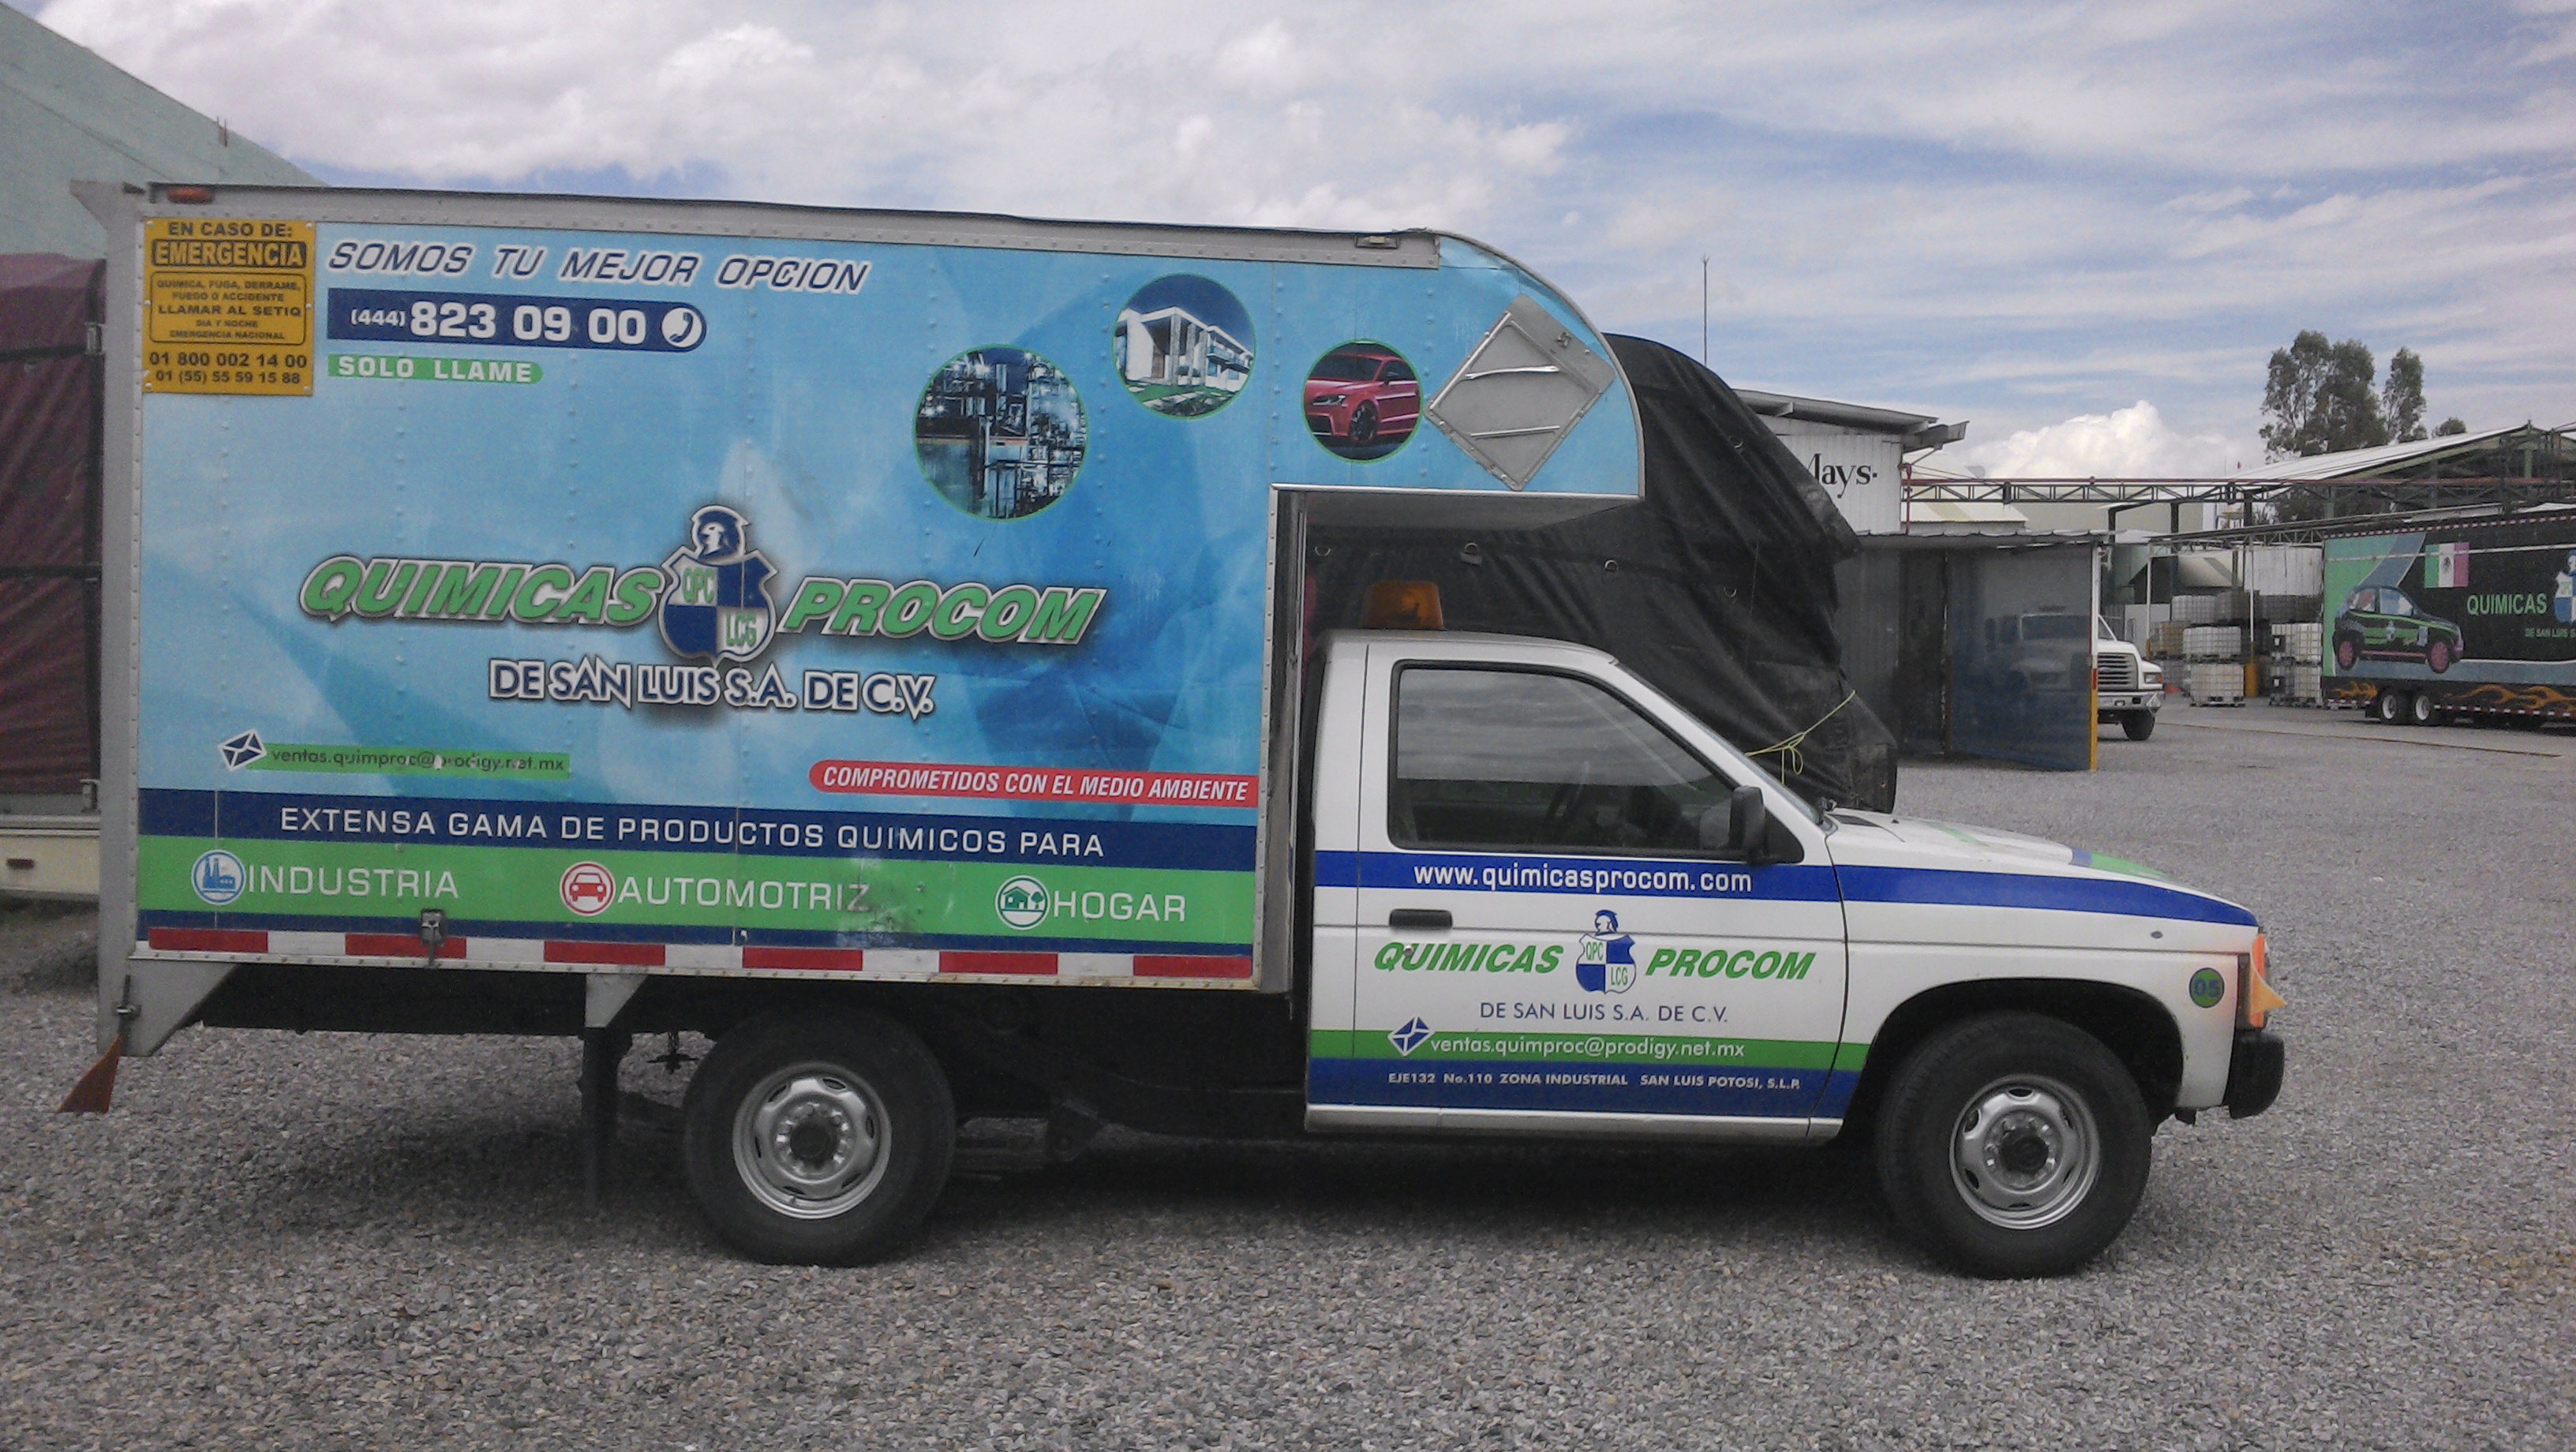 EN CASO DE:
EMERGENCIA
QUIMICA, FUGA, DERRAME,
FUEGO O ACCIDENTE
LLAMAR AL SETIQ
DIA Y NOCHE
EMERGENCIA NACIONAL
01 800 002 14 00
01 (55) 55 59 15 88
SOMOS TU MEJOR OPCION
(444) 823 09 00
SOLO LLAME
QUIMICAS PROCOM
QPC
LCG
DE SAN LUIS S.A. DE C.V.
ventas.quimproc@prodigy.net.mx
COMPROMETIDOS CON EL MEDIO AMBIENTE
EXTENSA GAMA DE PRODUCTOS QUIMICOS PARA
INDUSTRIA AUTOMOTRIZ HOGAR
www.quimicasprocom.com
QUIMICAS PROCOM
QPC
LCG
DE SAN LUIS S.A. DE C.V.
ventas.quimproc@prodigy.net.mx
EJE132 No.110 ZONA INDUSTRIAL SAN LUIS POTOSI, S.L.P.
05
QUIMICAS
DE SAN LUIS